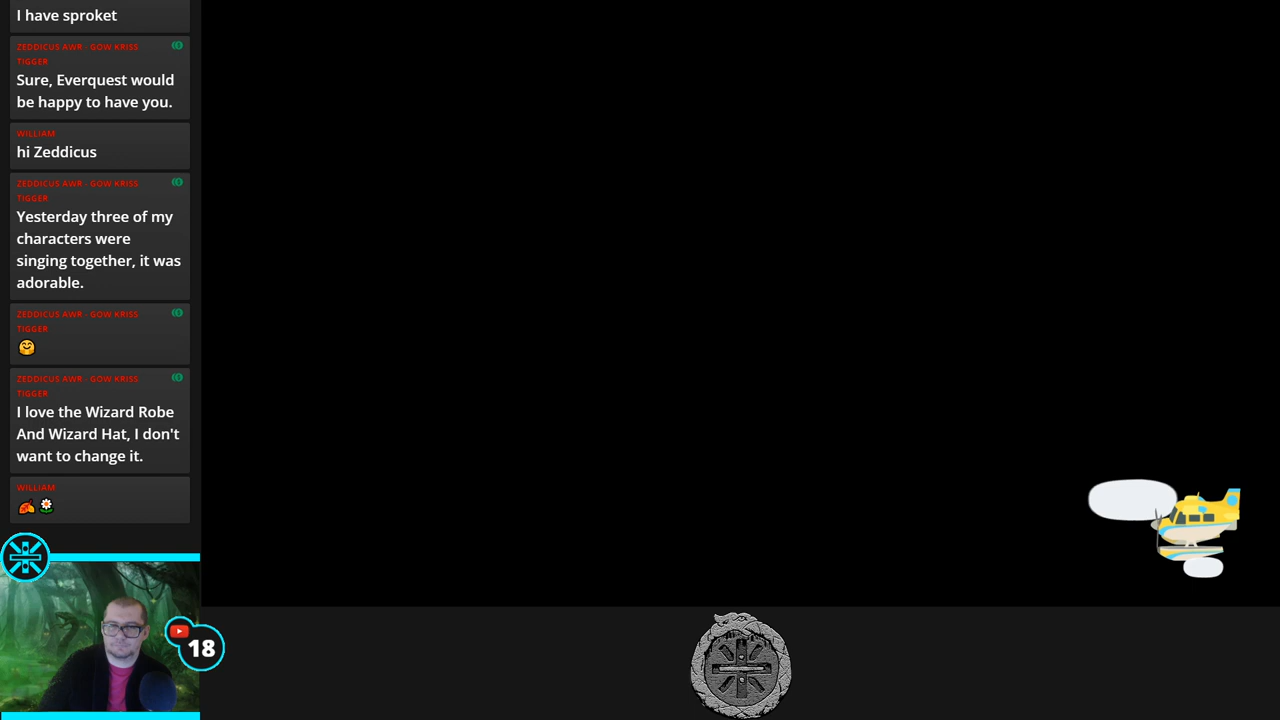 I have sproket
ZEDDICUS AWR - GOW KRISS
TIGGER
Sure, Everquest would
be happy to have you.
WILLIAM
hi Zeddicus
ZEDDICUS AWR - GOW KRISS
TIGGER
Yesterday three of my
characters were
singing together, it was
adorable.
ZEDDICUS AWR - GOW KRISS
TIGGER
ZEDDICUS AWR - GOW KRISS
TIGGER
I love the Wizard Robe
And Wizard Hat, I don't
want to change it.
WILLIAM
18